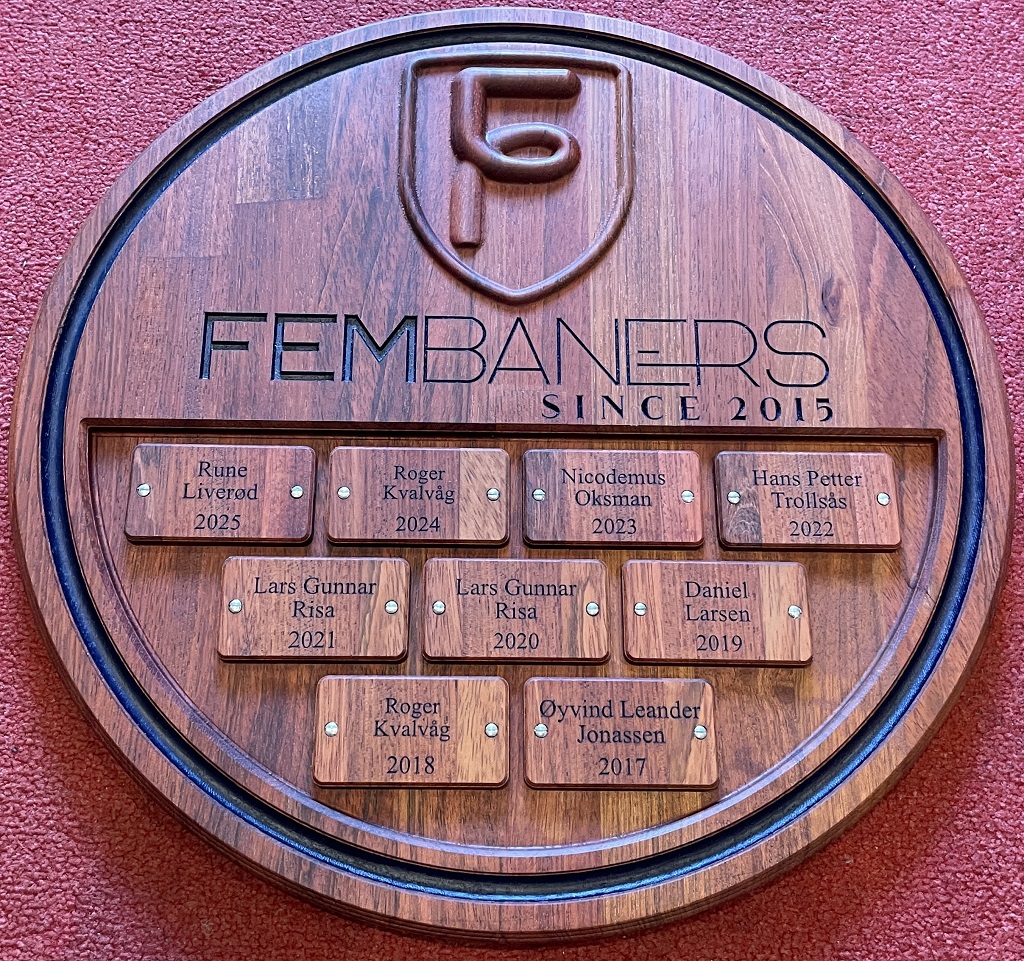 FEMBANERS
SINCE 2015
Rune
Liverød
2025
Roger
Kvalvåg
2024
Nicodemus
Oksman
2023
Hans Petter
Trollsås
2022
Lars Gunnar
Risa
2021
Lars Gunnar
Risa
2020
Daniel
Larsen
2019
Roger
Kvalvåg
2018
Øyvind Leander
Jonassen
2017